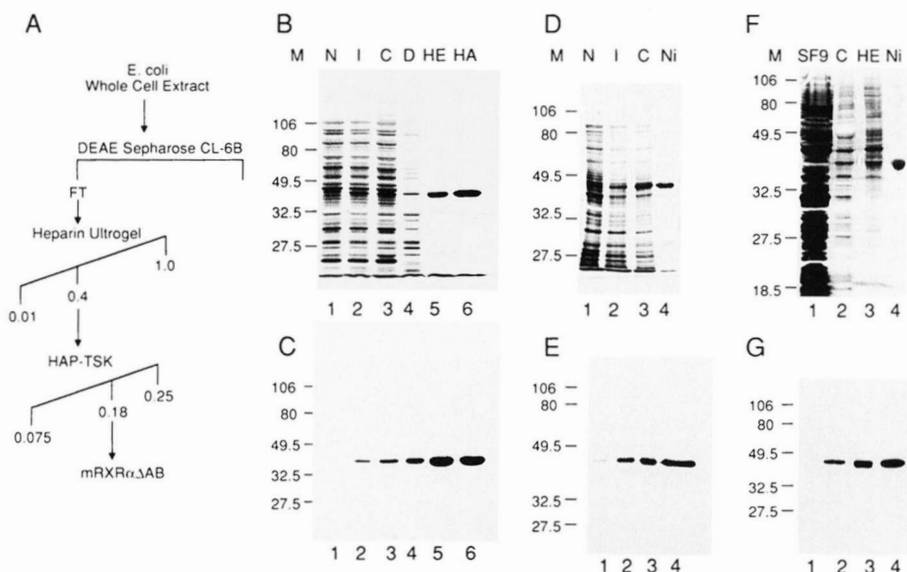 A
E. coli
Whole Cell Extract
DEAE Sepharose CL-6B
FT
Heparin Ultrogel
0.01
0.4
1.0
HAP-TSK
0.075
0.18
0.25
mRXRαΔAB
B
M N I C D HE HA
106
80
49.5
32.5
27.5
1 2 3 4 5 6
C
106
80
49.5
32.5
27.5
1 2 3 4 5 6
D
M N I C Ni
106
80
49.5
32.5
27.5
1 2 3 4
E
106
80
49.5
32.5
27.5
1 2 3 4
F
M SF9 C HE Ni
106
80
49.5
32.5
27.5
18.5
1 2 3 4
G
106
80
49.5
32.5
27.5
1 2 3 4